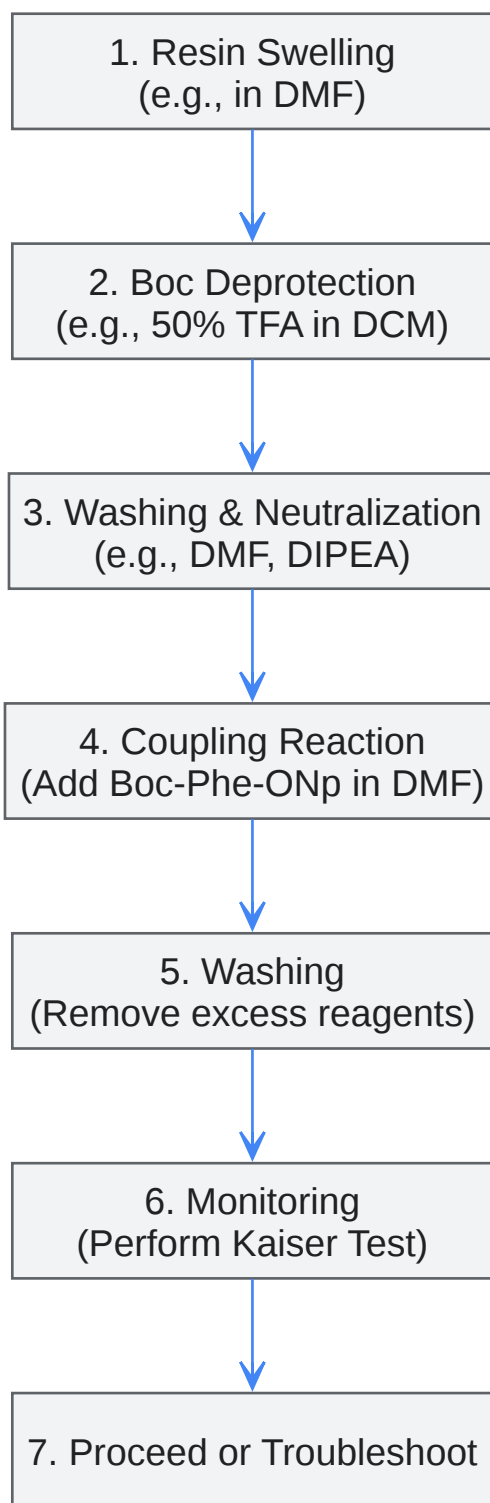 1. Resin Swelling
(e.g., in DMF)
2. Boc Deprotection
(e.g., 50% TFA in DCM)
3. Washing & Neutralization
(e.g., DMF, DIPEA)
4. Coupling Reaction
(Add Boc-Phe-ONp in DMF)
5. Washing
(Remove excess reagents)
6. Monitoring
(Perform Kaiser Test)
7. Proceed or Troubleshoot